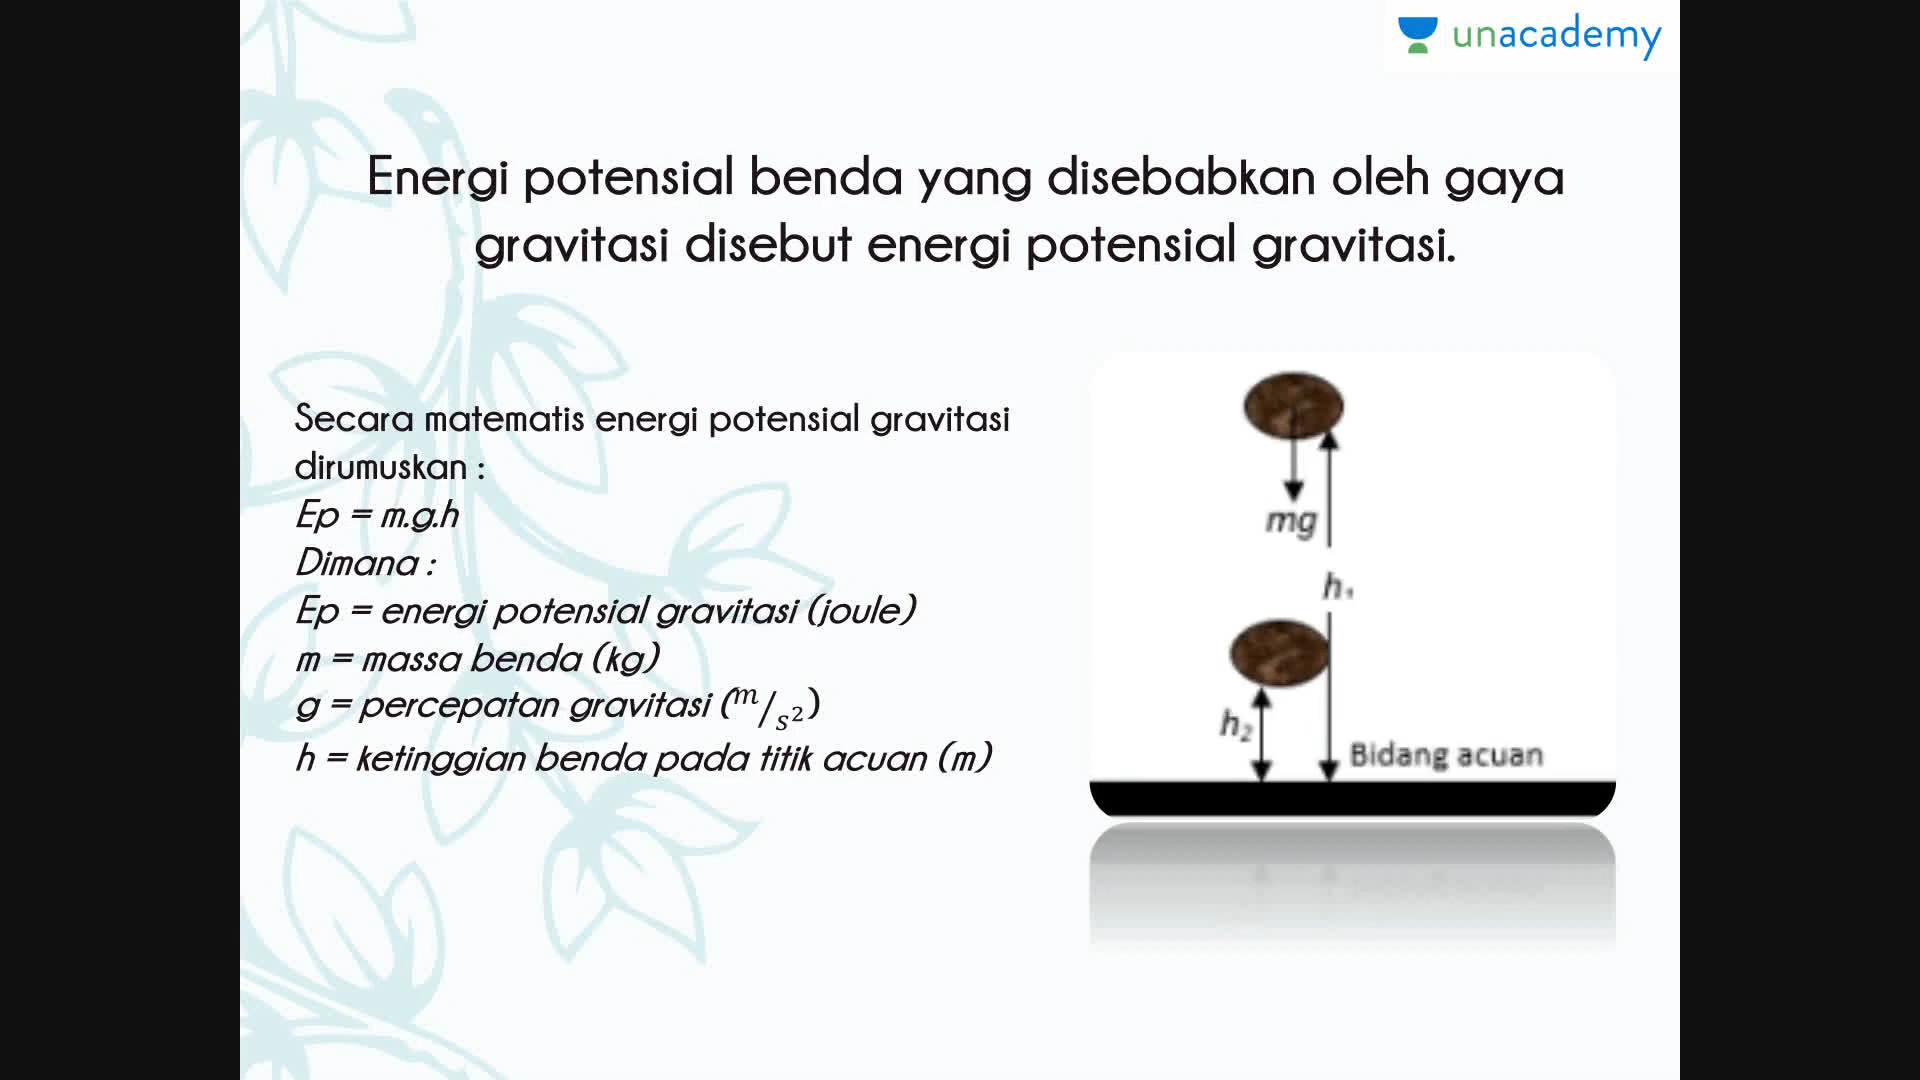 unacademy
Energi potensial benda yang disebabkan oleh gaya
gravitasi disebut energi potensial gravitasi.
Secara matematis energi potensial gravitasi
dirumuskan :
Ep = m.g.h
Dimana :
Ep = energi potensial gravitasi (joule)
m = massa benda (kg)
g = percepatan gravitasi (m/s²)
h = ketinggian benda pada titik acuan (m)
mg
h₁
h₂
Bidang acuan